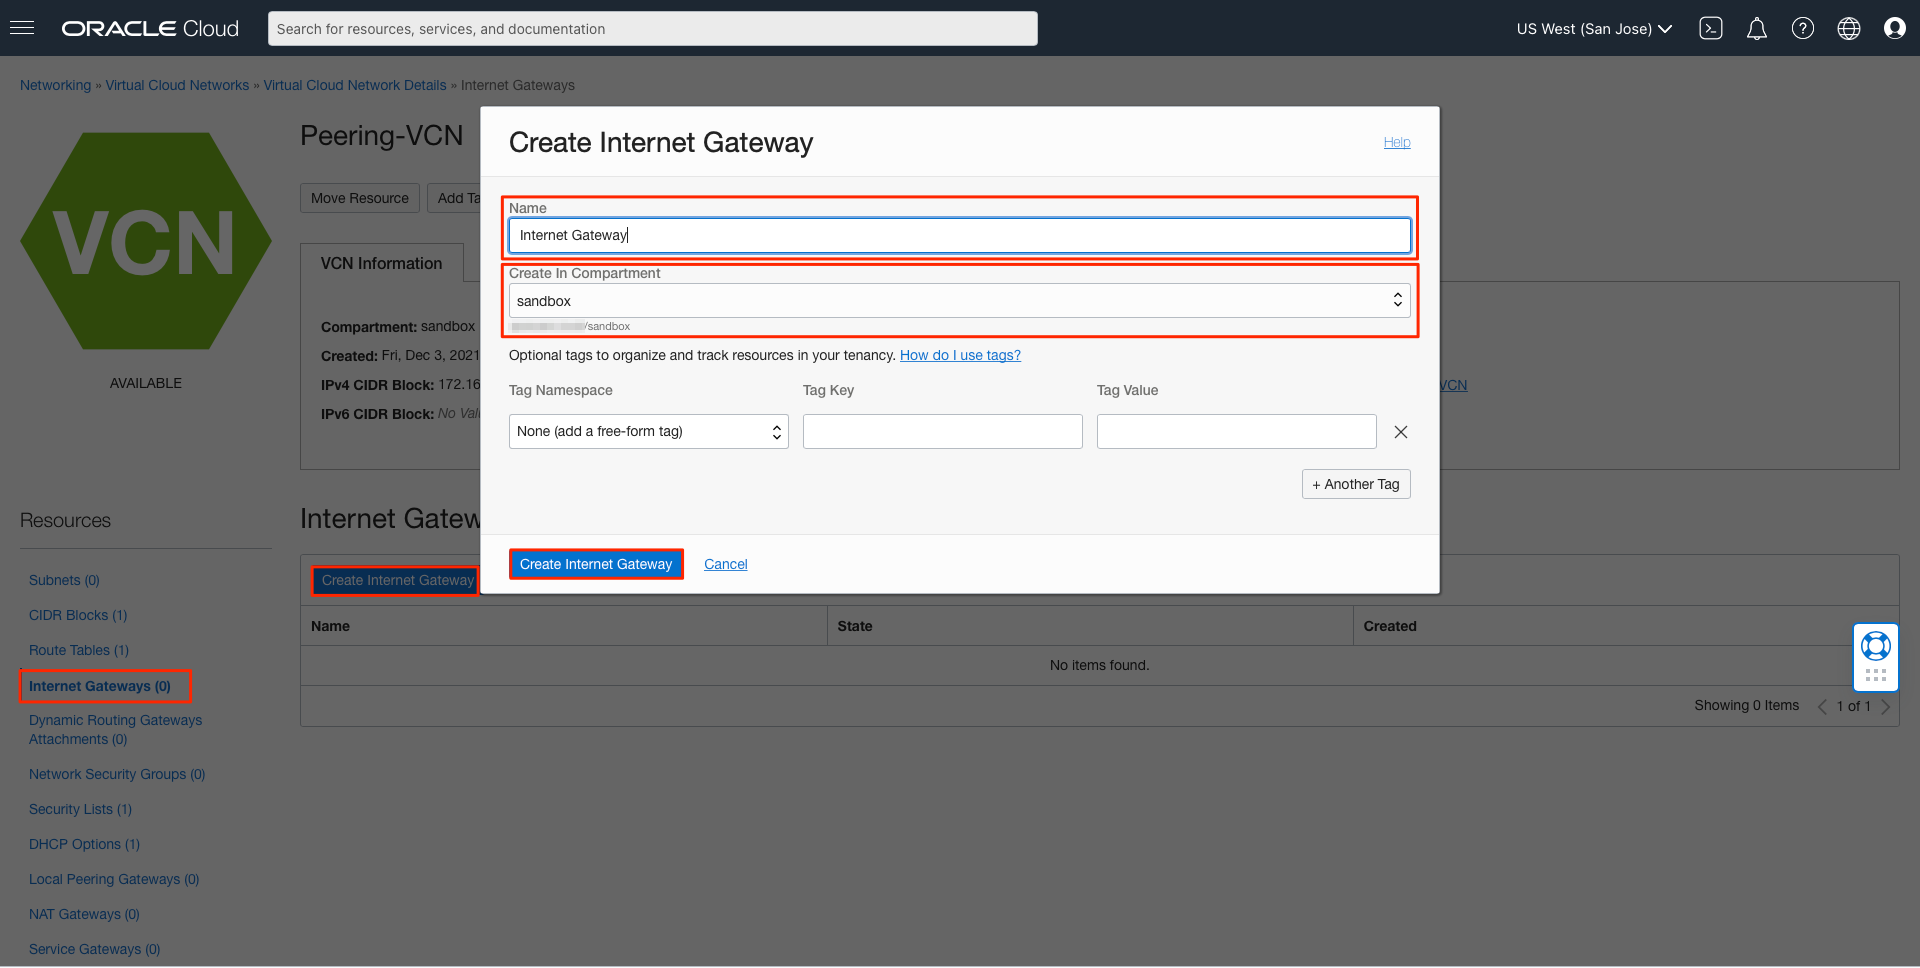 ORACLE Cloud
Search for resources, services, and documentation
US West (San Jose)
Networking » Virtual Cloud Networks » Virtual Cloud Network Details » Internet Gateways
VCN
AVAILABLE
Peering-VCN
Move Resource
Add Ta
VCN Information
Compartment: sandbox
Created: Fri, Dec 3, 2021
IPv4 CIDR Block: 172.16
IPv6 CIDR Block: No Val
VCN
Create Internet Gateway
Help
Name
Internet Gateway
Create In Compartment
sandbox
/sandbox
Optional tags to organize and track resources in your tenancy. How do I use tags?
Tag Namespace
Tag Key
Tag Value
None (add a free-form tag)
+ Another Tag
Create Internet Gateway
Cancel
Resources
Subnets (0)
CIDR Blocks (1)
Route Tables (1)
Internet Gateways (0)
Dynamic Routing Gateways
Attachments (0)
Network Security Groups (0)
Security Lists (1)
DHCP Options (1)
Local Peering Gateways (0)
NAT Gateways (0)
Service Gateways (0)
Internet Gatew
Create Internet Gateway
Name
State
Created
No items found.
Showing 0 Items
1 of 1